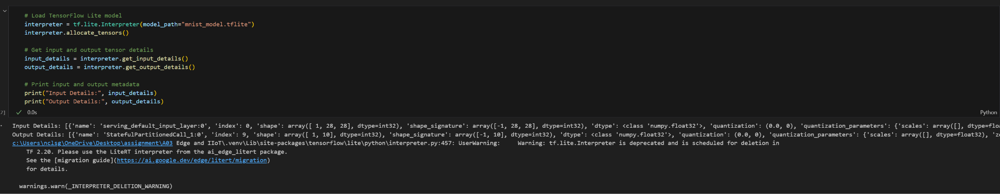 # Load TensorFlow Lite model
interpreter = tf.lite.Interpreter(model_path="mnist_model.tflite")
interpreter.allocate_tensors()
# Get input and output tensor details
input_details = interpreter.get_input_details()
output_details = interpreter.get_output_details()
# Print input and output metadata
print("Input Details:", input_details)
print("Output Details:", output_details)
7]
0.0s
Python
Input Details: [{'name': 'serving_default_input_layer:0', 'index': 0, 'shape': array([ 1, 28, 28], dtype=int32), 'shape_signature': array([-1, 28, 28], dtype=int32), 'dtype': <class 'numpy.float32'>, 'quantization': (0.0, 0), 'quantization_parameters': {'scales': array([], dtype=floa
Output Details: [{'name': 'StatefulPartitionedCall_1:0', 'index': 9, 'shape': array([ 1, 10], dtype=int32), 'shape_signature': array([-1, 10], dtype=int32), 'dtype': <class 'numpy.float32'>, 'quantization': (0.0, 0), 'quantization_parameters': {'scales': array([], dtype=float32), 'ze
c:\Users\nclsg\OneDrive\Desktop\assignment\A03 Edge and IIoT\.venv\Lib\site-packages\tensorflow\lite\python\interpreter.py:457: UserWarning:     Warning: tf.lite.Interpreter is deprecated and is scheduled for deletion in
TF 2.20. Please use the LiteRT interpreter from the ai_edge_litert package.
See the [migration guide](https://ai.google.dev/edge/litert/migration)
for details.
warnings.warn(_INTERPRETER_DELETION_WARNING)